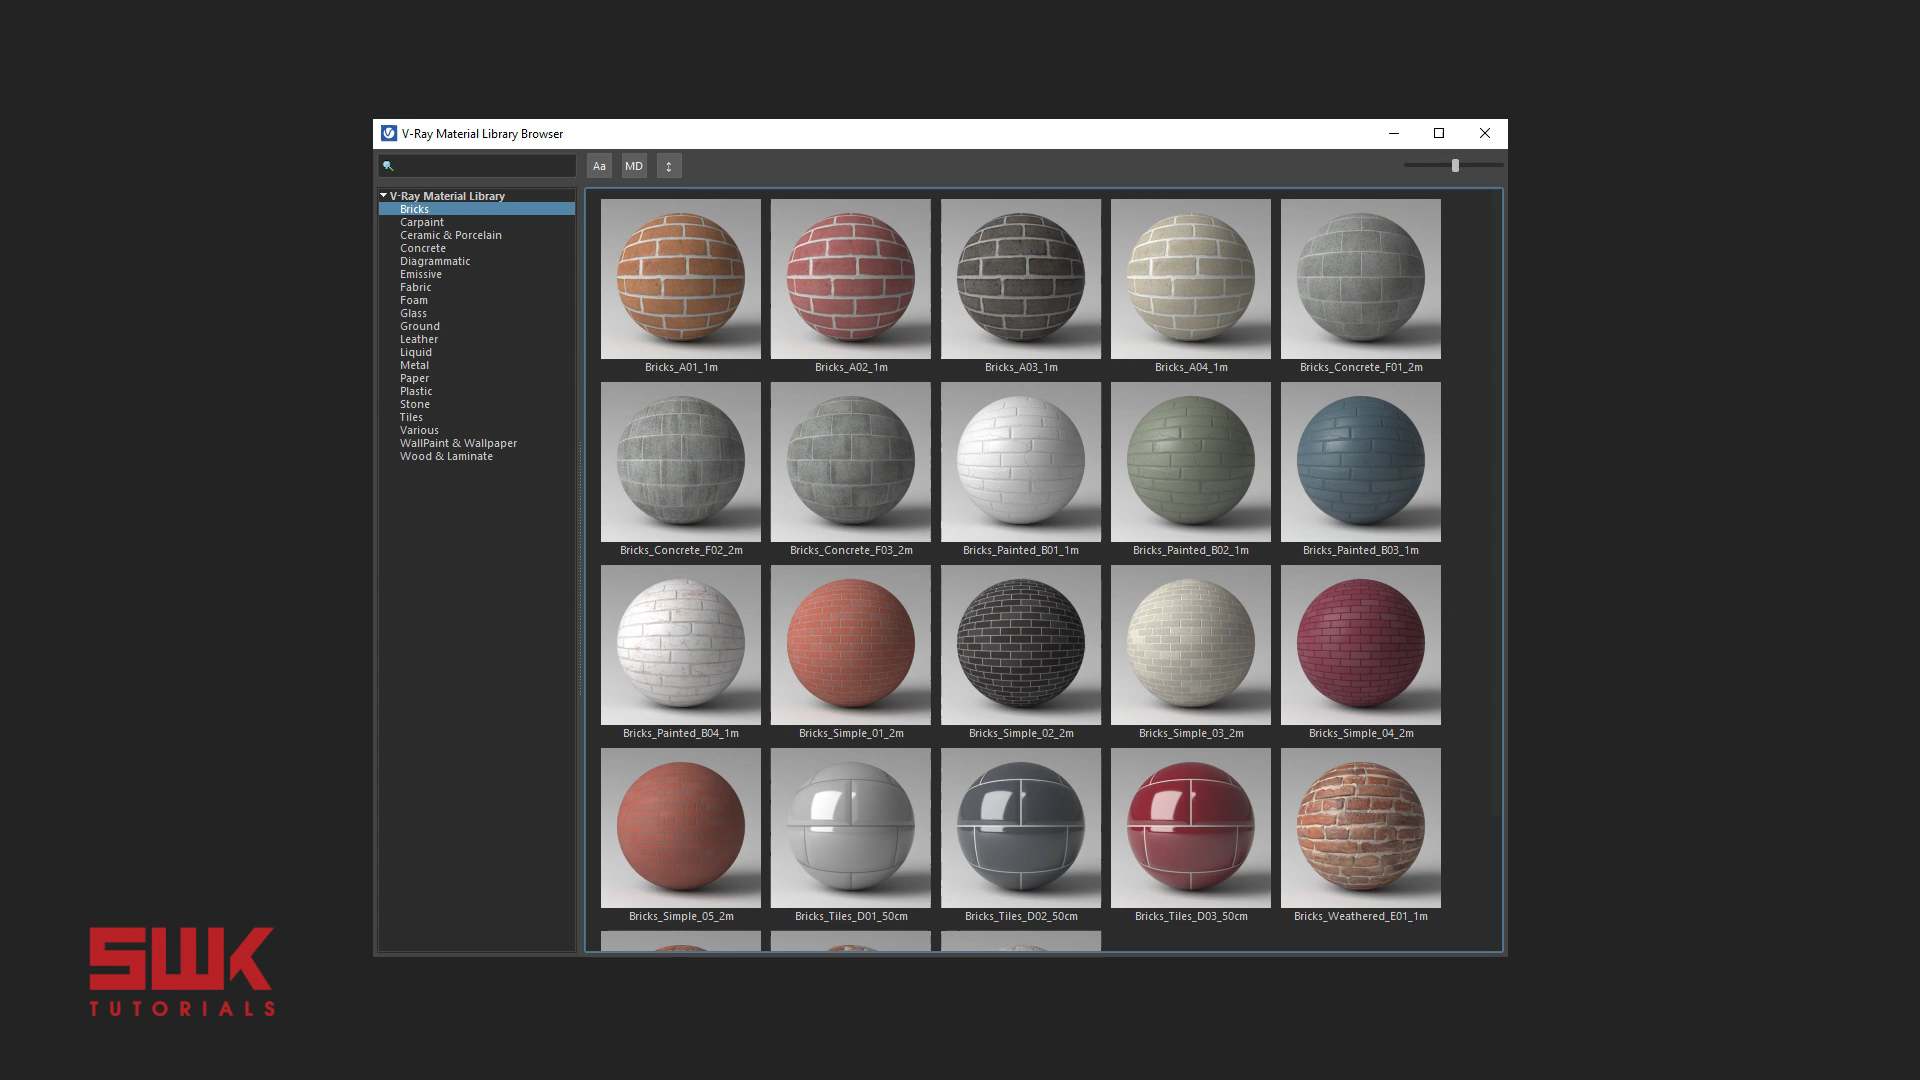 V-Ray Material Library Browser
Aa MD
V-Ray Material Library
Bricks
Carpaint
Ceramic & Porcelain
Concrete
Diagrammatic
Emissive
Fabric
Foam
Glass
Ground
Leather
Liquid
Metal
Paper
Plastic
Stone
Tiles
Various
WallPaint & Wallpaper
Wood & Laminate
Bricks_A01_1m Bricks_A02_1m Bricks_A03_1m Bricks_A04_1m Bricks_Concrete_F01_2m
Bricks_Concrete_F02_2m Bricks_Concrete_F03_2m Bricks_Painted_B01_1m Bricks_Painted_B02_1m Bricks_Painted_B03_1m
Bricks_Painted_B04_1m Bricks_Simple_01_2m Bricks_Simple_02_2m Bricks_Simple_03_2m Bricks_Simple_04_2m
Bricks_Simple_05_2m Bricks_Tiles_D01_50cm Bricks_Tiles_D02_50cm Bricks_Tiles_D03_50cm Bricks_Weathered_E01_1m
SWK
TUTORIALS